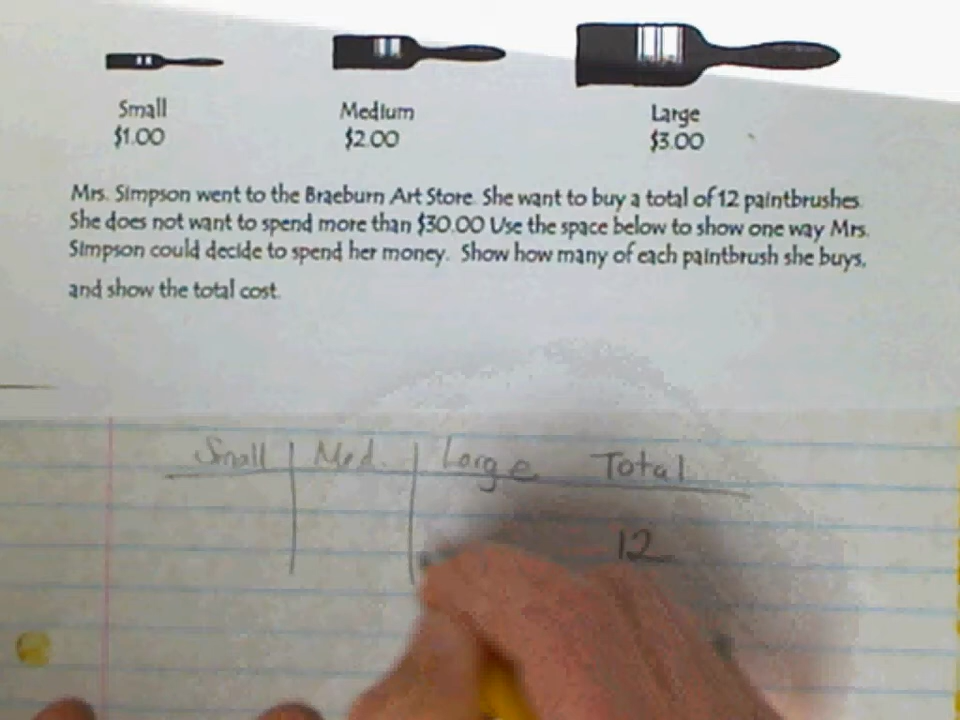 Small Medium Large
$1.00 $2.00 $3.00
Mrs. Simpson went to the Braeburn Art Store. She want to buy a total of 12 paintbrushes.
She does not want to spend more than $30.00 Use the space below to show one way Mrs.
Simpson could decide to spend her money. Show how many of each paintbrush she buys,
and show the total cost.
Small Med. Large Total
12